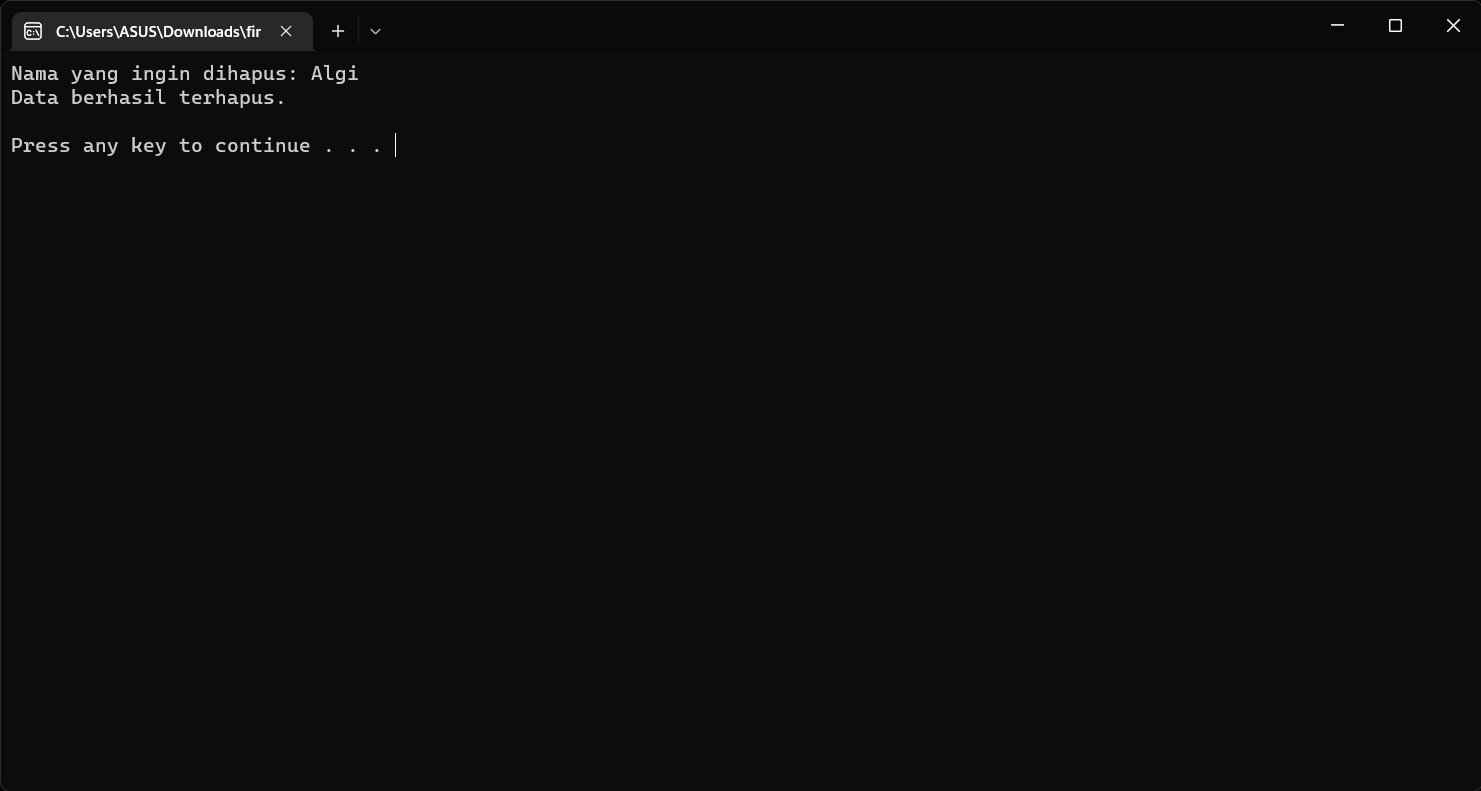 C:\Users\ASUS\Downloads\fir
Nama yang ingin dihapus: Algi
Data berhasil terhapus.
Press any key to continue . . .